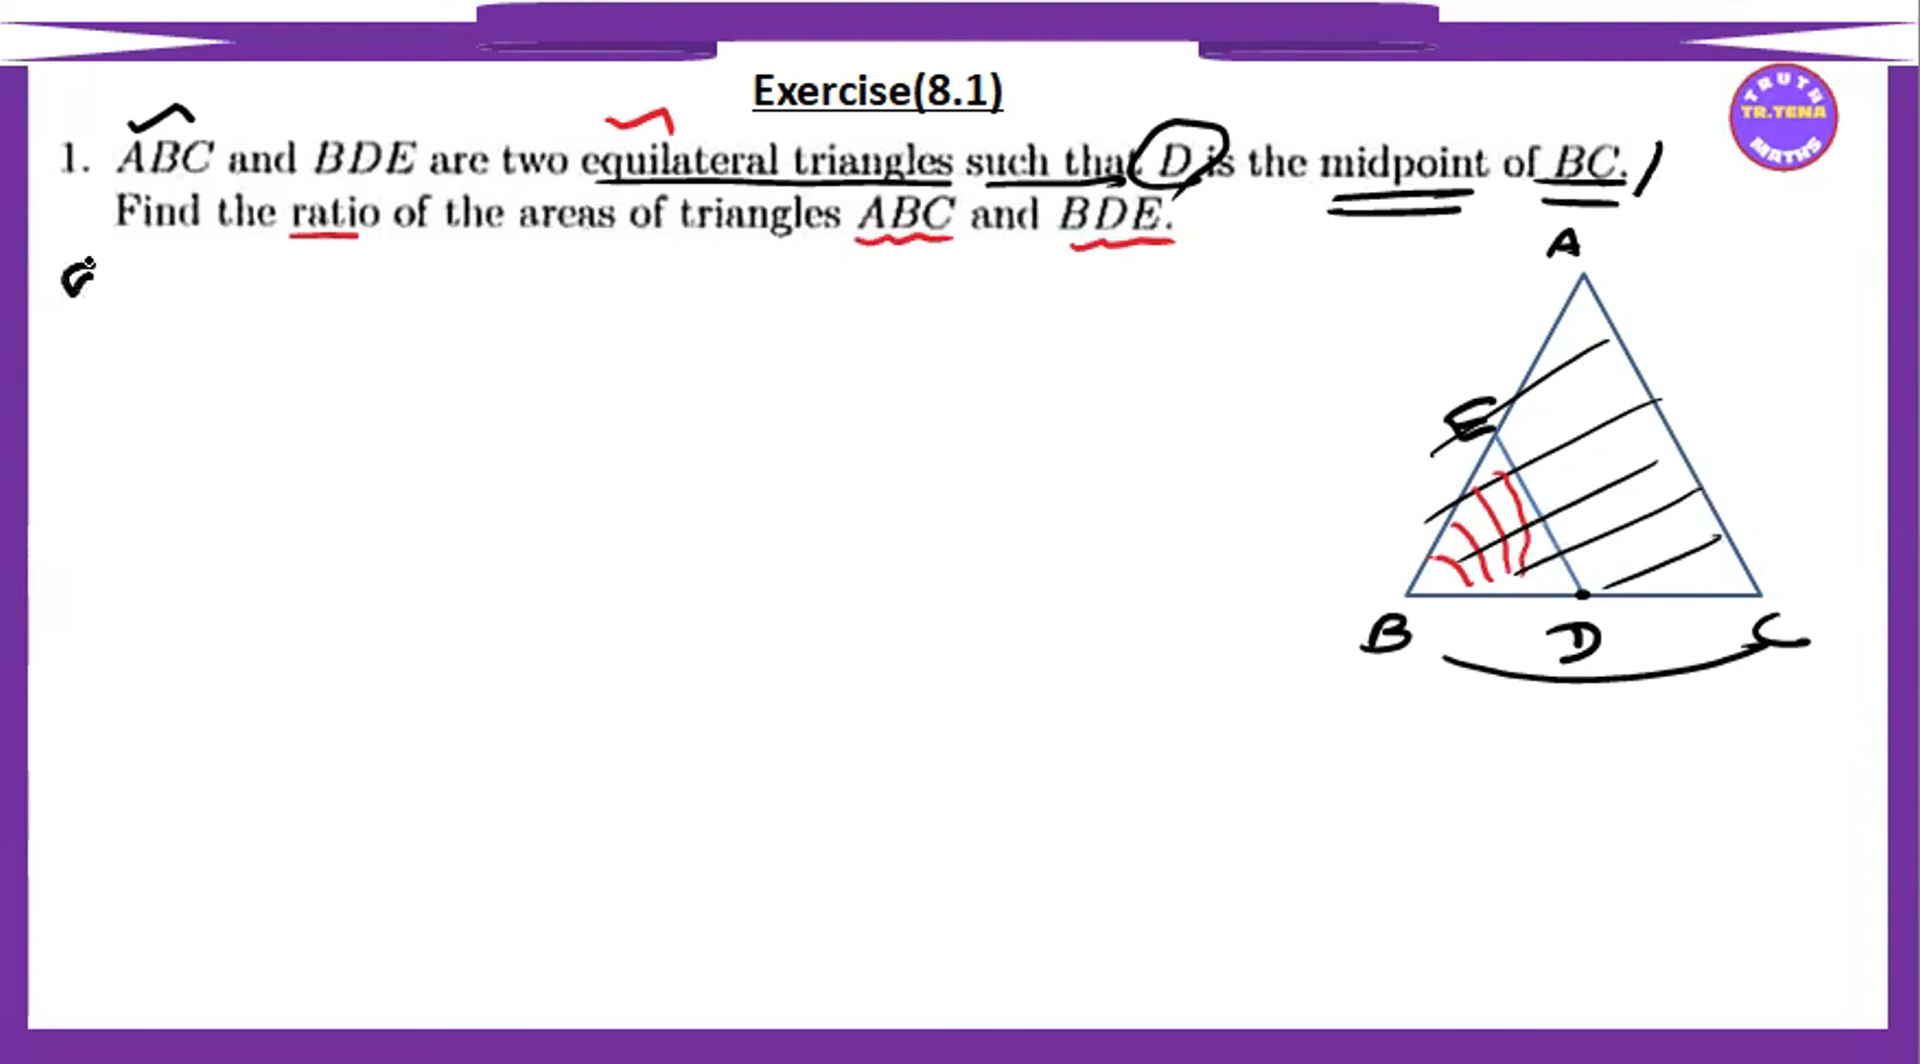 Exercise(8.1)
TRUTH
TR.TENA
MATHS
1. ABC and BDE are two equilateral triangles such that D is the midpoint of BC.
Find the ratio of the areas of triangles ABC and BDE.
A
E
B D C